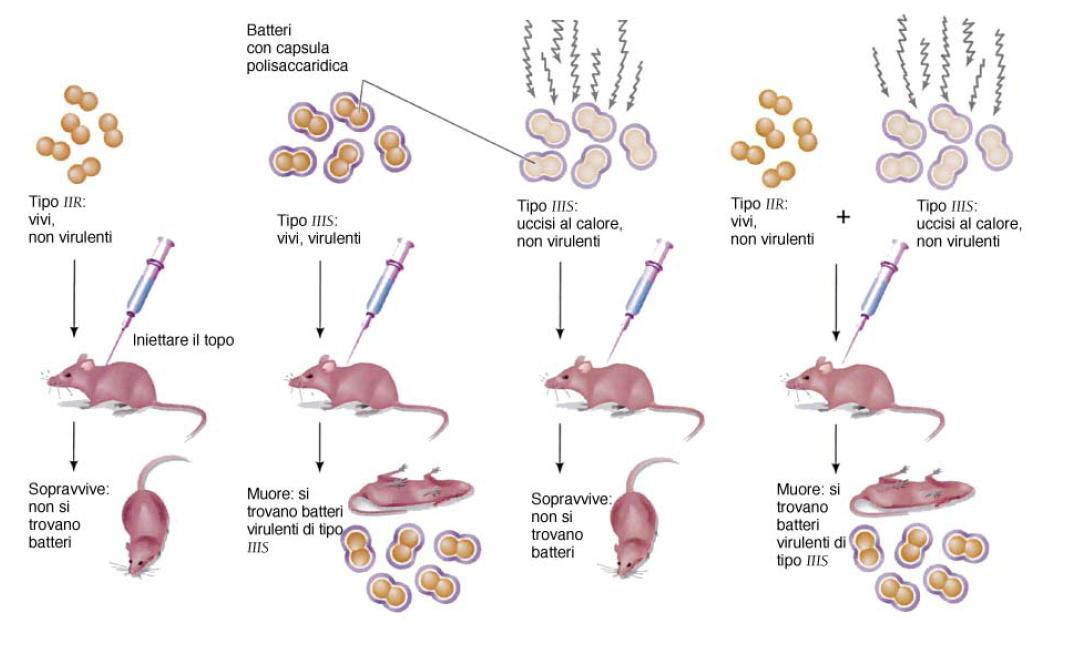 Batteri
con capsula
polisaccaridica
Tipo IIR:
vivi,
non virulenti
Tipo IIIS:
vivi, virulenti
Tipo IIIS:
uccisi al calore,
non virulenti
Tipo IIR:
vivi,
non virulenti
+
Tipo IIIS:
uccisi al calore,
non virulenti
Iniettare il topo
Sopravvive:
non si
trovano
batteri
Muore: si
trovano batteri
virulenti di tipo
IIIS
Sopravvive:
non si
trovano
batteri
Muore: si
trovano
batteri
virulenti di
tipo IIIS